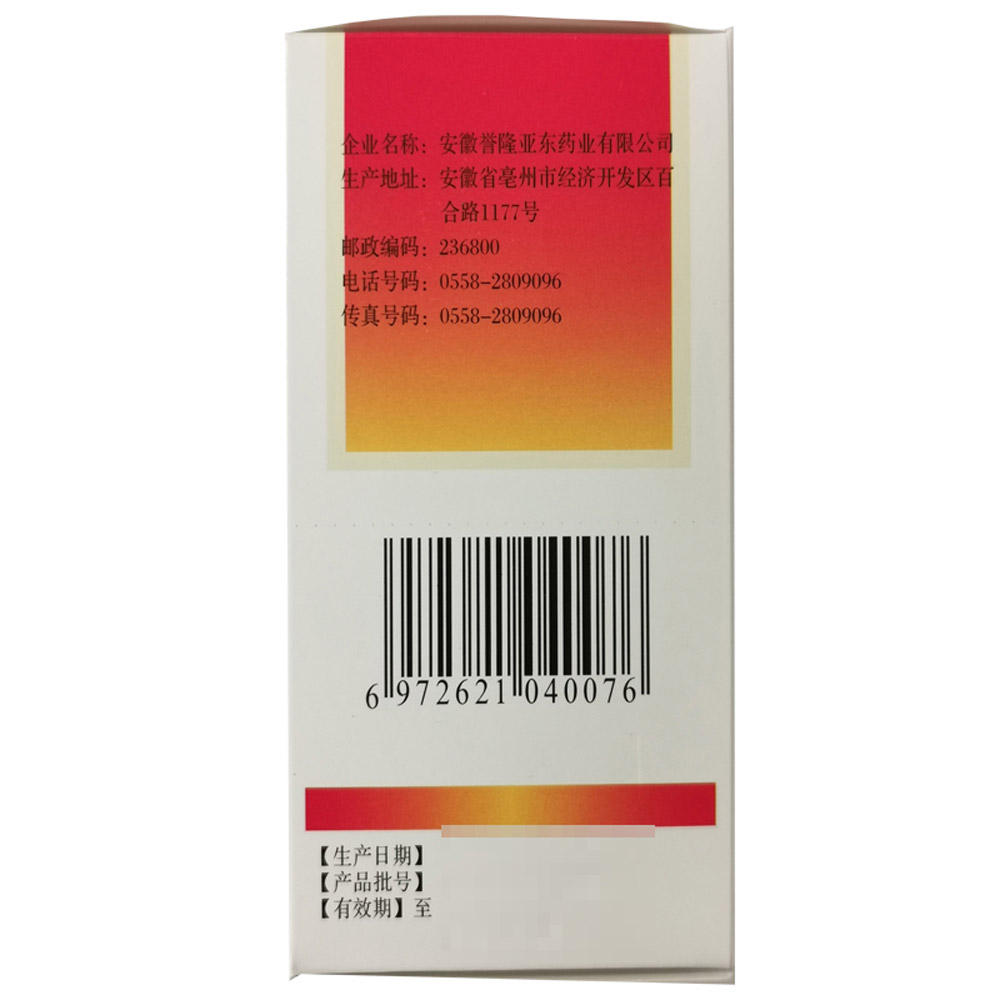 企业名称：安徽誉隆亚东药业有限公司
生产地址：安徽省亳州市经济开发区百
合路1177号
邮政编码：236800
电话号码：0558-2809096
传真号码：0558-2809096
6 972621 040076
【生产日期】
【产品批号】
【有效期】至